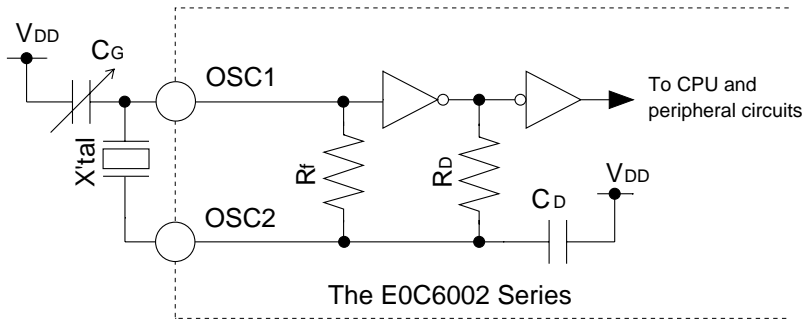 VDD
CG
OSC1
To CPU and
peripheral circuits
X'tal
Rf
RD
VDD
CD
OSC2
The E0C6002 Series